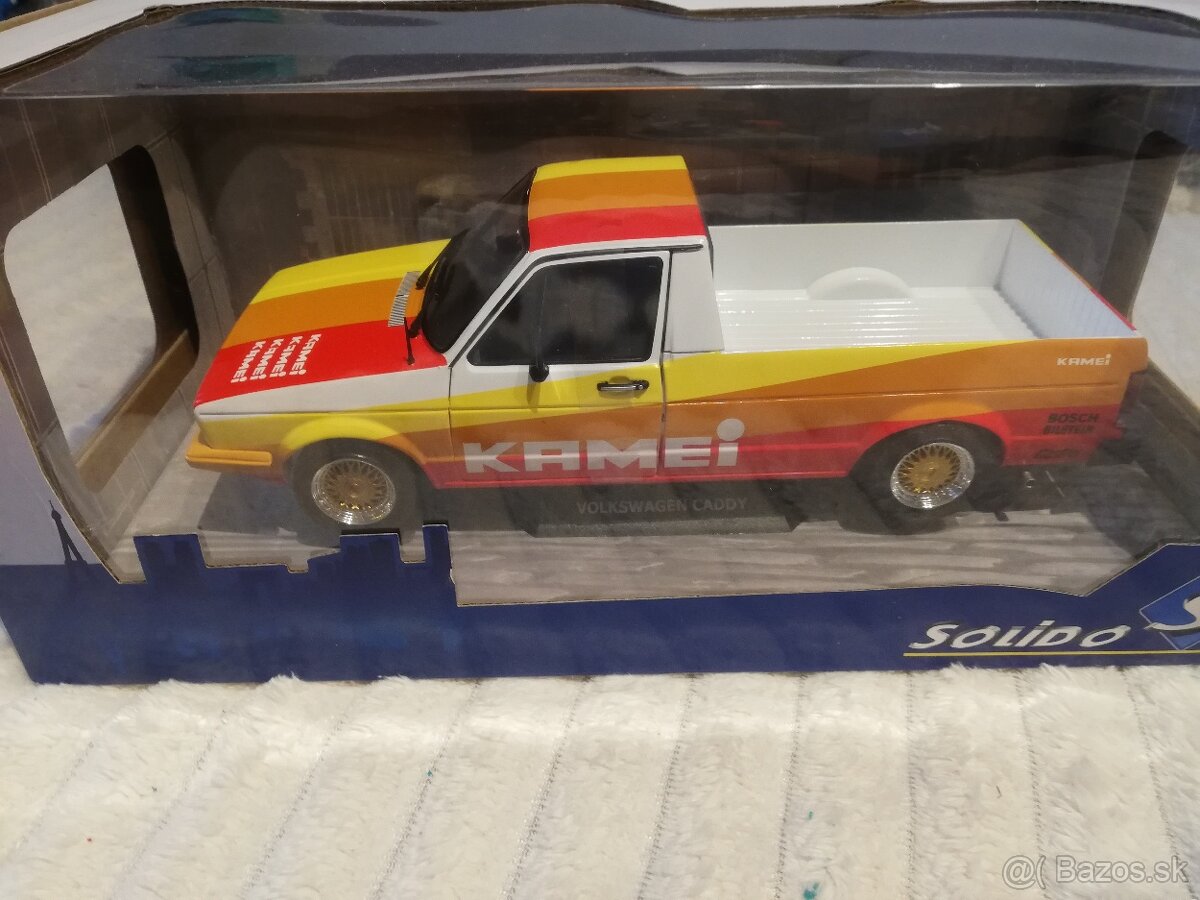 KAMEi
KAMEi
KAMEi
KAMEi
KAMEi
BOSCH
BILSTEIN
KAMEi
VOLKSWAGEN CADDY
SOLIDO
@( Bazos.sk